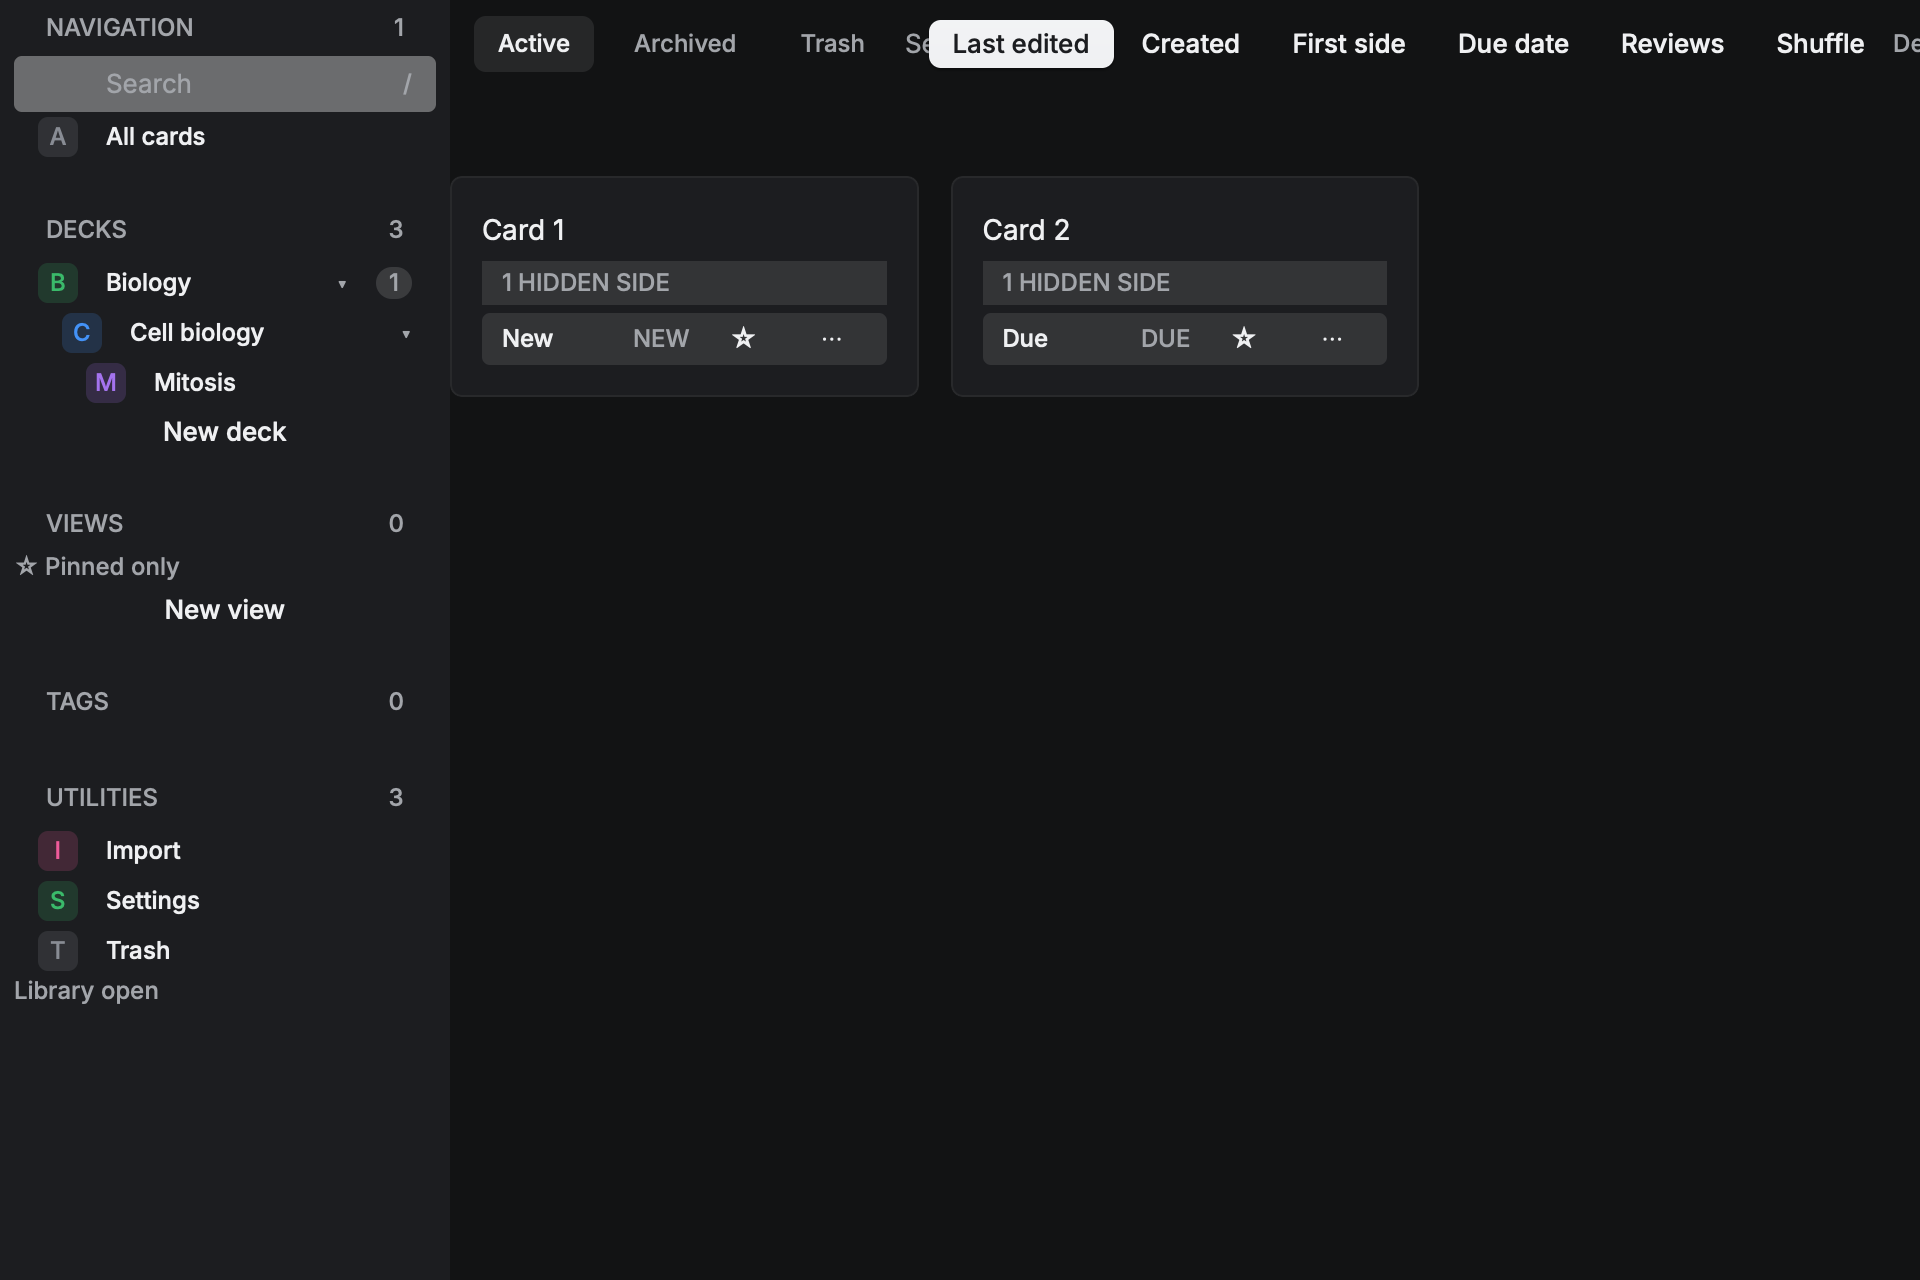 NAVIGATION 1
Search /
A All cards
DECKS 3
B Biology ▾ 1
C Cell biology ▾
M Mitosis
New deck
VIEWS 0
☆ Pinned only
New view
TAGS 0
UTILITIES 3
I Import
S Settings
T Trash
Library open
Active Archived Trash Se Last edited Created First side Due date Reviews Shuffle De
Card 1
1 HIDDEN SIDE
New NEW ☆ ...
Card 2
1 HIDDEN SIDE
Due DUE ☆ ...